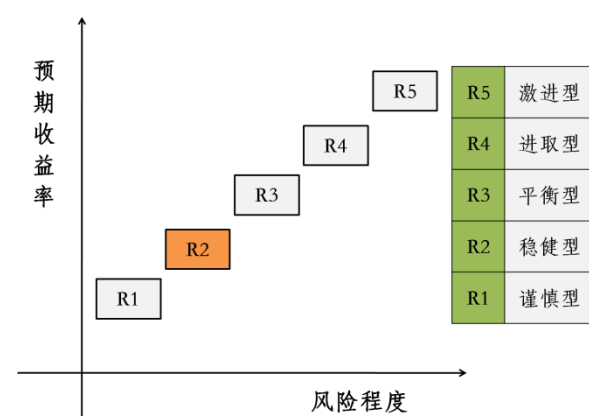 预期收益率
R5
R4
R3
R2
R1
风险程度
R5 激进型
R4 进取型
R3 平衡型
R2 稳健型
R1 谨慎型